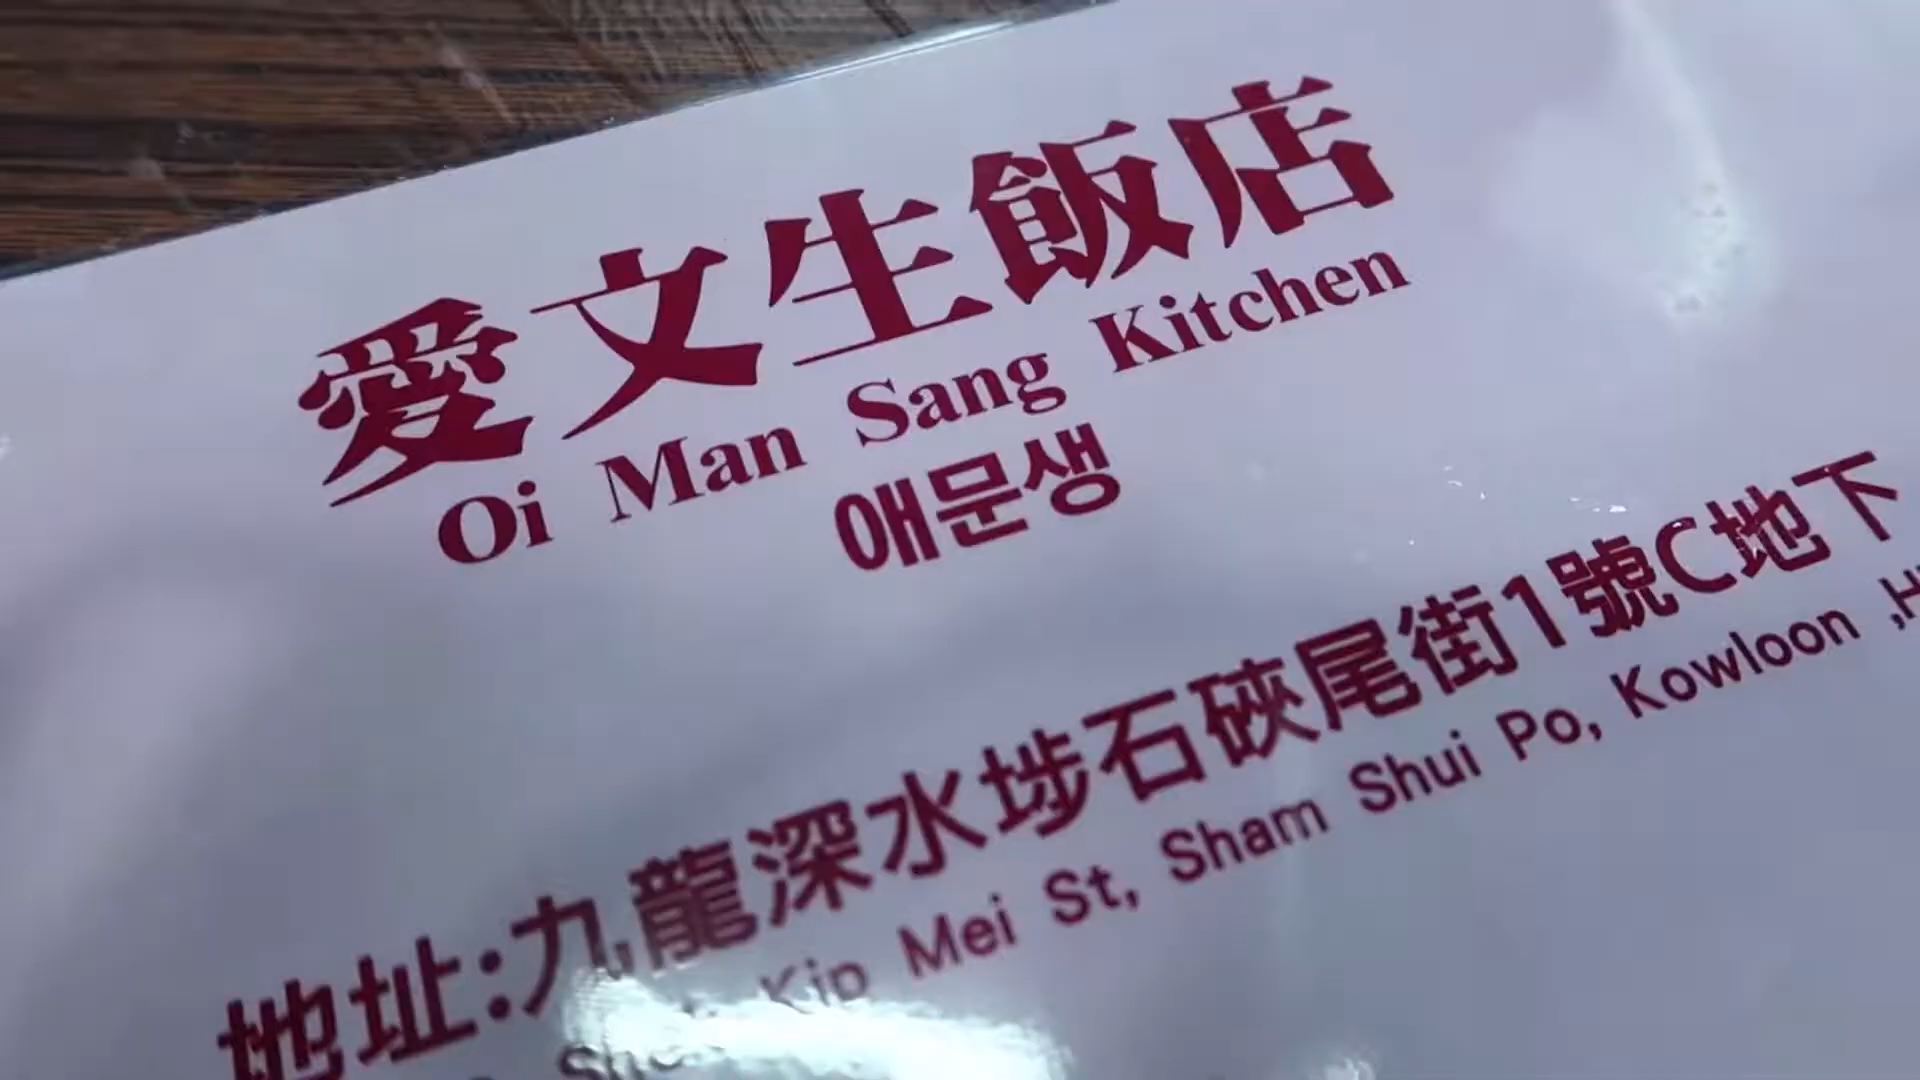 愛文生飯店
Oi Man Sang Kitchen
애문생
地址:九龍深水埗石硤尾街1號C地下
Kip Mei St, Sham Shui Po, Kowloon